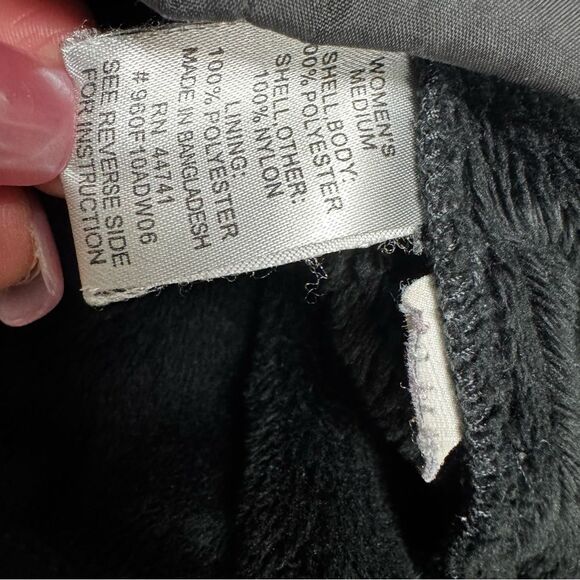 WOMEN'S
MEDIUM
SHELL,BODY:
100% POLYESTER
SHELL,OTHER:
100% NYLON
LINING:
100% POLYESTER
MADE IN BANGLADESH
RN 44741
#960F10ADW06
SEE REVERSE SIDE
FOR INSTRUCTION